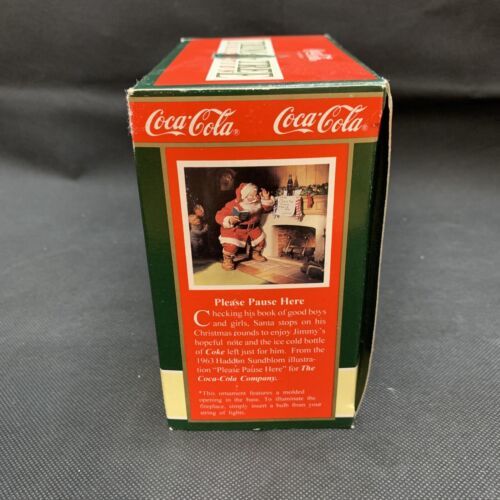 Coca-Cola® Coca-Cola®
Please Pause Here
Checking his book of good boys
and girls, Santa stops on his
Christmas rounds to enjoy Jimmy's
hopeful note and the ice cold bottle
of Coke left just for him. From the
1963 Haddon Sundblom illustra-
tion "Please Pause Here" for The
Coca-Cola Company.
*This ornament features a molded
opening in the base. To illuminate the
fireplace, simply insert a bulb from your
string of lights.